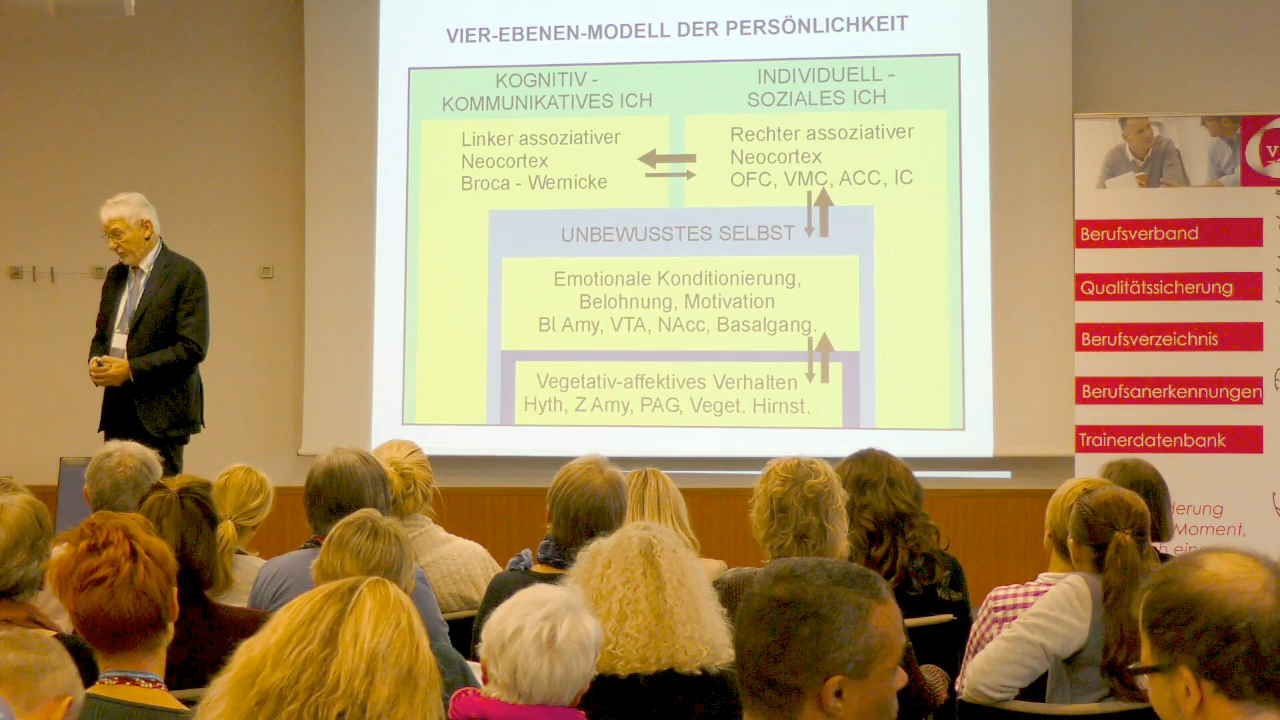 VIER-EBENEN-MODELL DER PERSÖNLICHKEIT
KOGNITIV -
KOMMUNIKATIVES ICH
INDIVIDUELL -
SOZIALES ICH
Linker assoziativer
Neocortex
Broca - Wernicke
Rechter assoziativer
Neocortex
OFC, VMC, ACC, IC
UNBEWUSSTES SELBST
Emotionale Konditionierung,
Belohnung, Motivation
Bl Amy, VTA, NAcc, Basalgang.
Vegetativ-affektives Verhalten
Hyth, Z Amy, PAG, Veget. Hirnst.
Berufsverband
Qualitätssicherung
Berufsverzeichnis
Berufsanerkennungen
Trainerdatenbank
Moment,